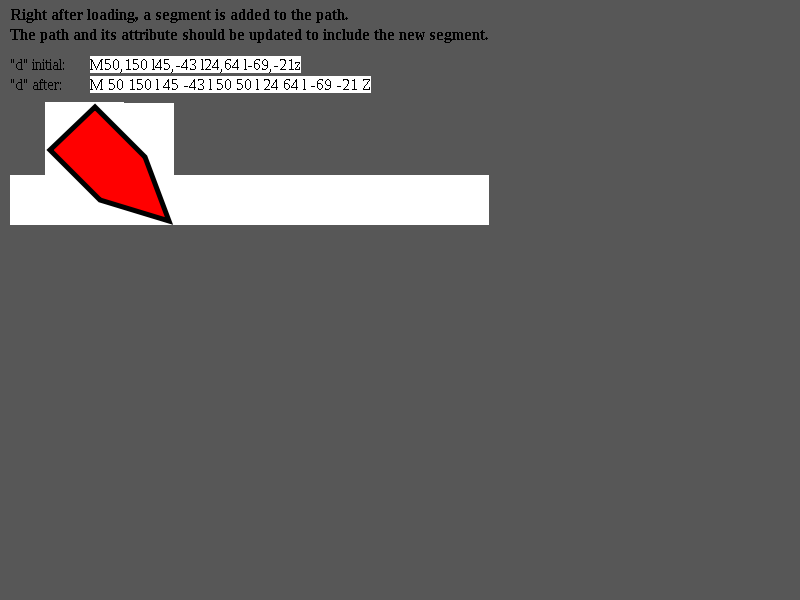 Right after loading, a segment is added to the path.
The path and its attribute should be updated to include the new segment.
"d" initial: M50,150 l45,-43 l24,64 l-69,-21z
"d" after: M 50 150 l 45 -43 l 50 50 l 24 64 l -69 -21 Z